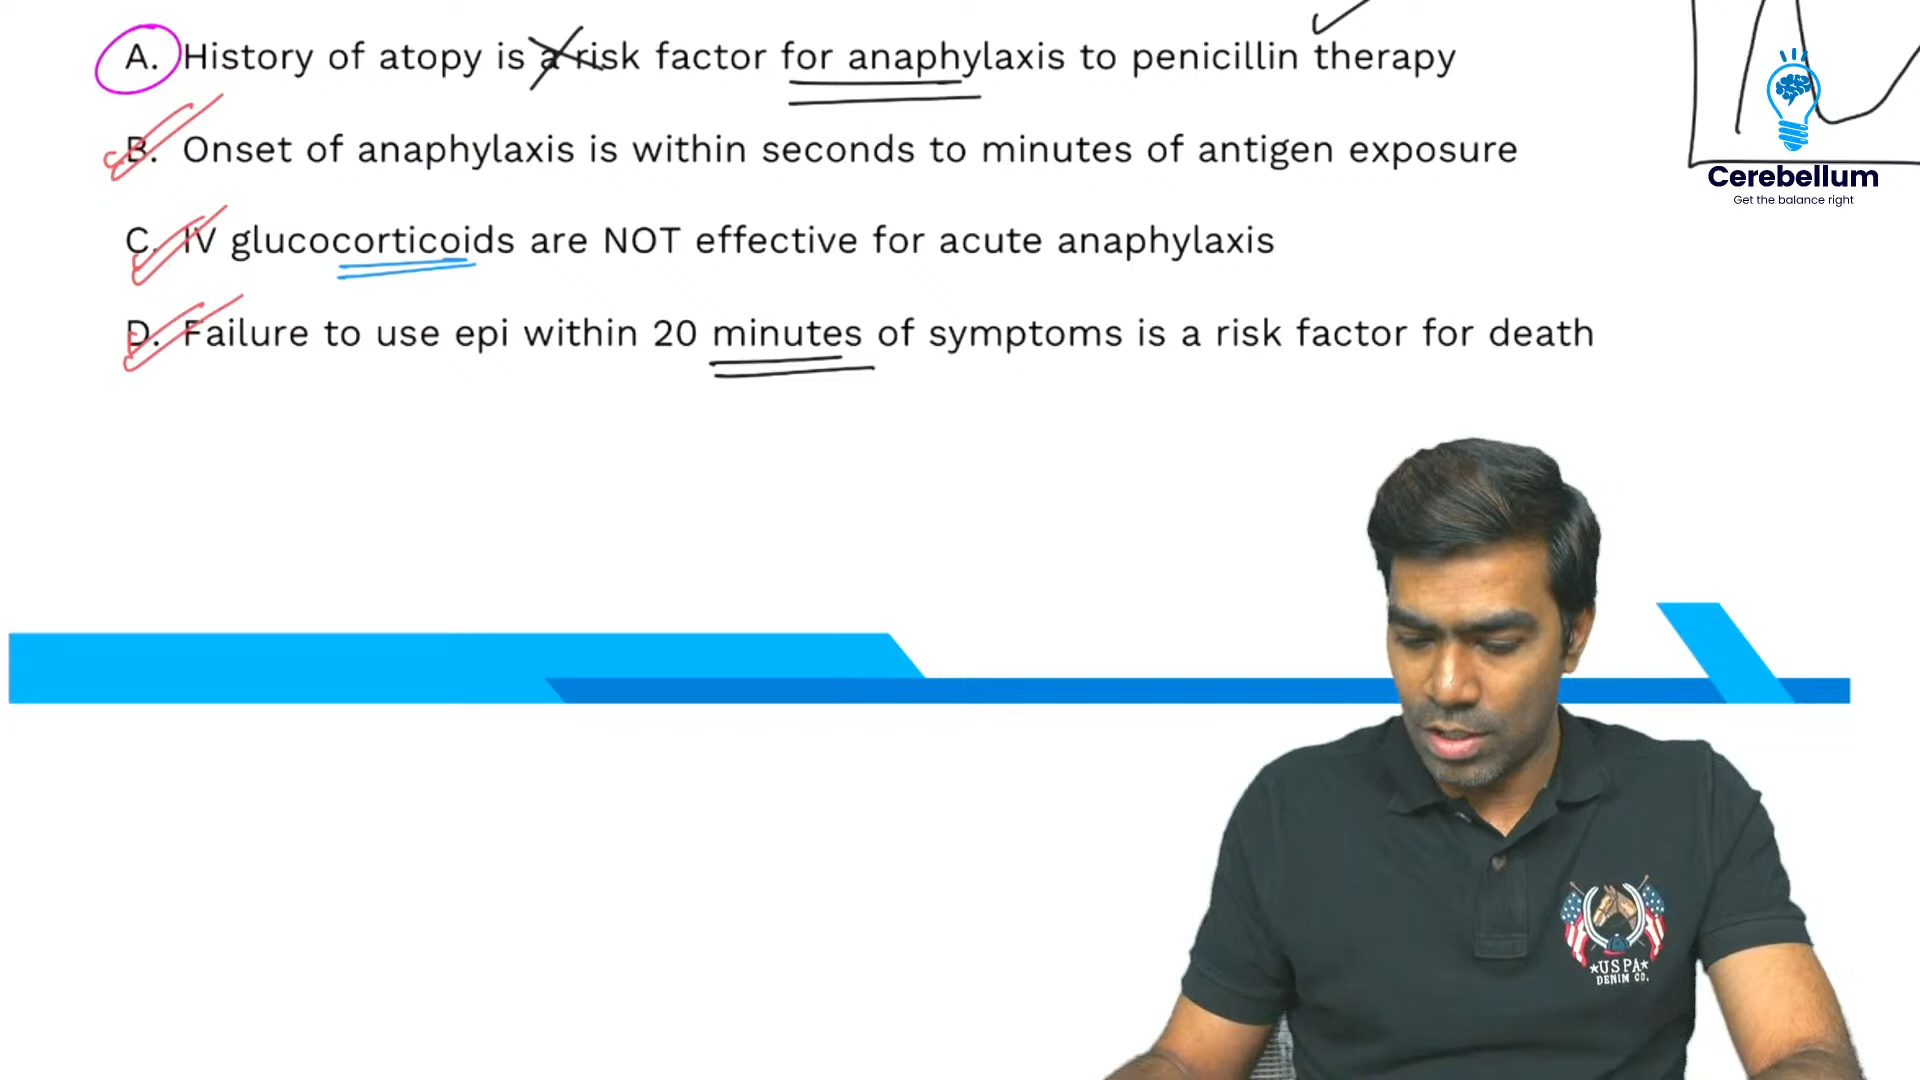 A. History of atopy is a risk factor for anaphylaxis to penicillin therapy
B. Onset of anaphylaxis is within seconds to minutes of antigen exposure
C. IV glucocorticoids are NOT effective for acute anaphylaxis
D. Failure to use epi within 20 minutes of symptoms is a risk factor for death
Cerebellum
Get the balance right
★USPA★
DENIM CO.